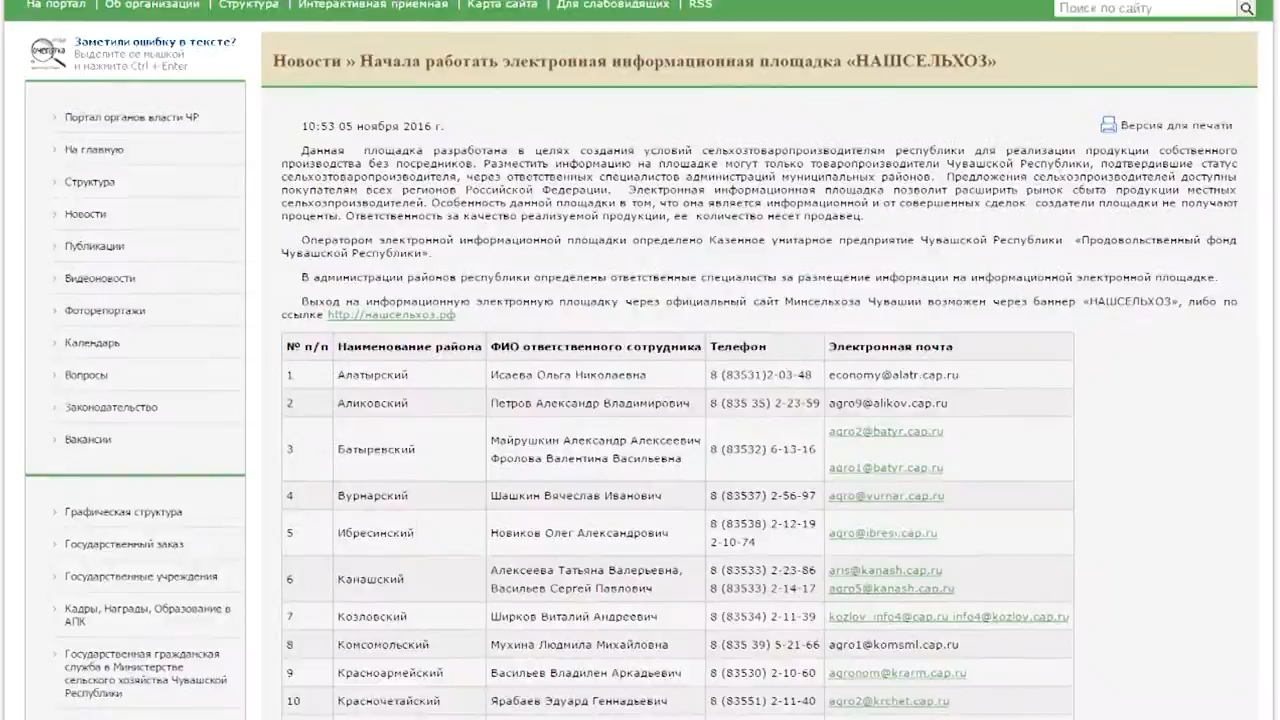 На портал | Об организации | Структура | Интерактивная приемная | Карта сайта | Для слабовидящих | RSS
Поиск по сайту
опечатка
Заметили ошибку в тексте?
Выделите ее мышкой
и нажмите Ctrl + Enter
Портал органов власти ЧР
На главную
Структура
Новости
Публикации
Видеоновости
Фоторепортажи
Календарь
Вопросы
Законодательство
Вакансии
Графическая структура
Государственный заказ
Государственные учреждения
Кадры, Награды, Образование в
АПК
Государственная гражданская
служба в Министерстве
сельского хозяйства Чувашской
Республики
Новости » Начала работать электронная информационная площадка «НАШСЕЛЬХОЗ»
10:53 05 ноября 2016 г.
Версия для печати
Данная площадка разработана в целях создания условий сельхозтоваропроизводителям республики для реализации продукции собственного
производства без посредников. Разместить информацию на площадке могут только товаропроизводители Чувашской Республики, подтвердившие статус
сельхозтоваропроизводителя, через ответственных специалистов администраций муниципальных районов. Предложения сельхозпроизводителей доступны
покупателям всех регионов Российской Федерации. Электронная информационная площадка позволит расширить рынок сбыта продукции местных
сельхозпроизводителей. Особенность данной площадки в том, что она является информационной и от совершенных сделок создатели площадки не получают
проценты. Ответственность за качество реализуемой продукции, ее количество несет продавец.
Оператором электронной информационной площадки определено Казенное унитарное предприятие Чувашской Республики «Продовольственный фонд
Чувашской Республики».
В администрации районов республики определены ответственные специалисты за размещение информации на информационной электронной площадке.
Выход на информационную электронную площадку через официальный сайт Минсельхоза Чувашии возможен через баннер «НАШСЕЛЬХОЗ», либо по
ссылке http://нашсельхоз.рф
№ п/п Наименование района ФИО ответственного сотрудника Телефон Электронная почта
1 Алатырский Исаева Ольга Николаевна 8 (83531)2-03-48 economy@alatr.cap.ru
2 Аликовский Петров Александр Владимирович 8 (835 35) 2-23-59 agro9@alikov.cap.ru
3 Батыревский Майрушкин Александр Алексеевич 8 (83532) 6-13-16 agro2@batyr.cap.ru
Фролова Валентина Васильевна agro1@batyr.cap.ru
4 Вурнарский Шашкин Вячеслав Иванович 8 (83537) 2-56-97 agro@vurnar.cap.ru
5 Ибресинский Новиков Олег Александрович 8 (83538) 2-12-19 agro@ibresi.cap.ru
2-10-74
6 Канашский Алексеева Татьяна Валерьевна, 8 (83533) 2-23-86 aris@kanash.cap.ru
Васильев Сергей Павлович 8 (83533) 2-14-17 agro5@kanash.cap.ru
7 Козловский Ширков Виталий Андреевич 8 (83534) 2-11-39 kozlov_info4@cap.ru info4@kozlov.cap.ru
8 Комсомольский Мухина Людмила Михайловна 8 (835 39) 5-21-66 agro1@komsml.cap.ru
9 Красноармейский Васильев Владилен Аркадьевич 8 (83530) 2-10-60 agronom@krarm.cap.ru
10 Красночетайский Ярабаев Эдуард Геннадьевич 8 (83551) 2-11-40 agro2@krchet.cap.ru